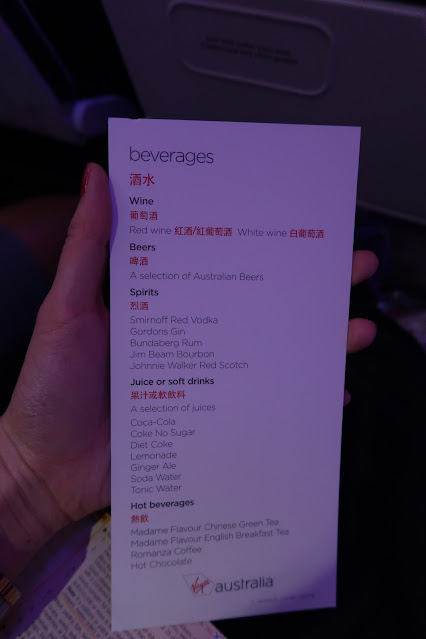 beverages
酒水
Wine
葡萄酒
Red wine 紅酒/紅葡萄酒 White wine 白葡萄酒
Beers
啤酒
A selection of Australian Beers
Spirits
烈酒
Smirnoff Red Vodka
Gordons Gin
Bundaberg Rum
Jim Beam Bourbon
Johnnie Walker Red Scotch
Juice or soft drinks
果汁或軟飲料
A selection of juices
Coca-Cola
Coke No Sugar
Diet Coke
Lemonade
Ginger Ale
Soda Water
Tonic Water
Hot beverages
熱飲
Madame Flavour Chinese Green Tea
Madame Flavour English Breakfast Tea
Romanza Coffee
Hot Chocolate
Virgin australia